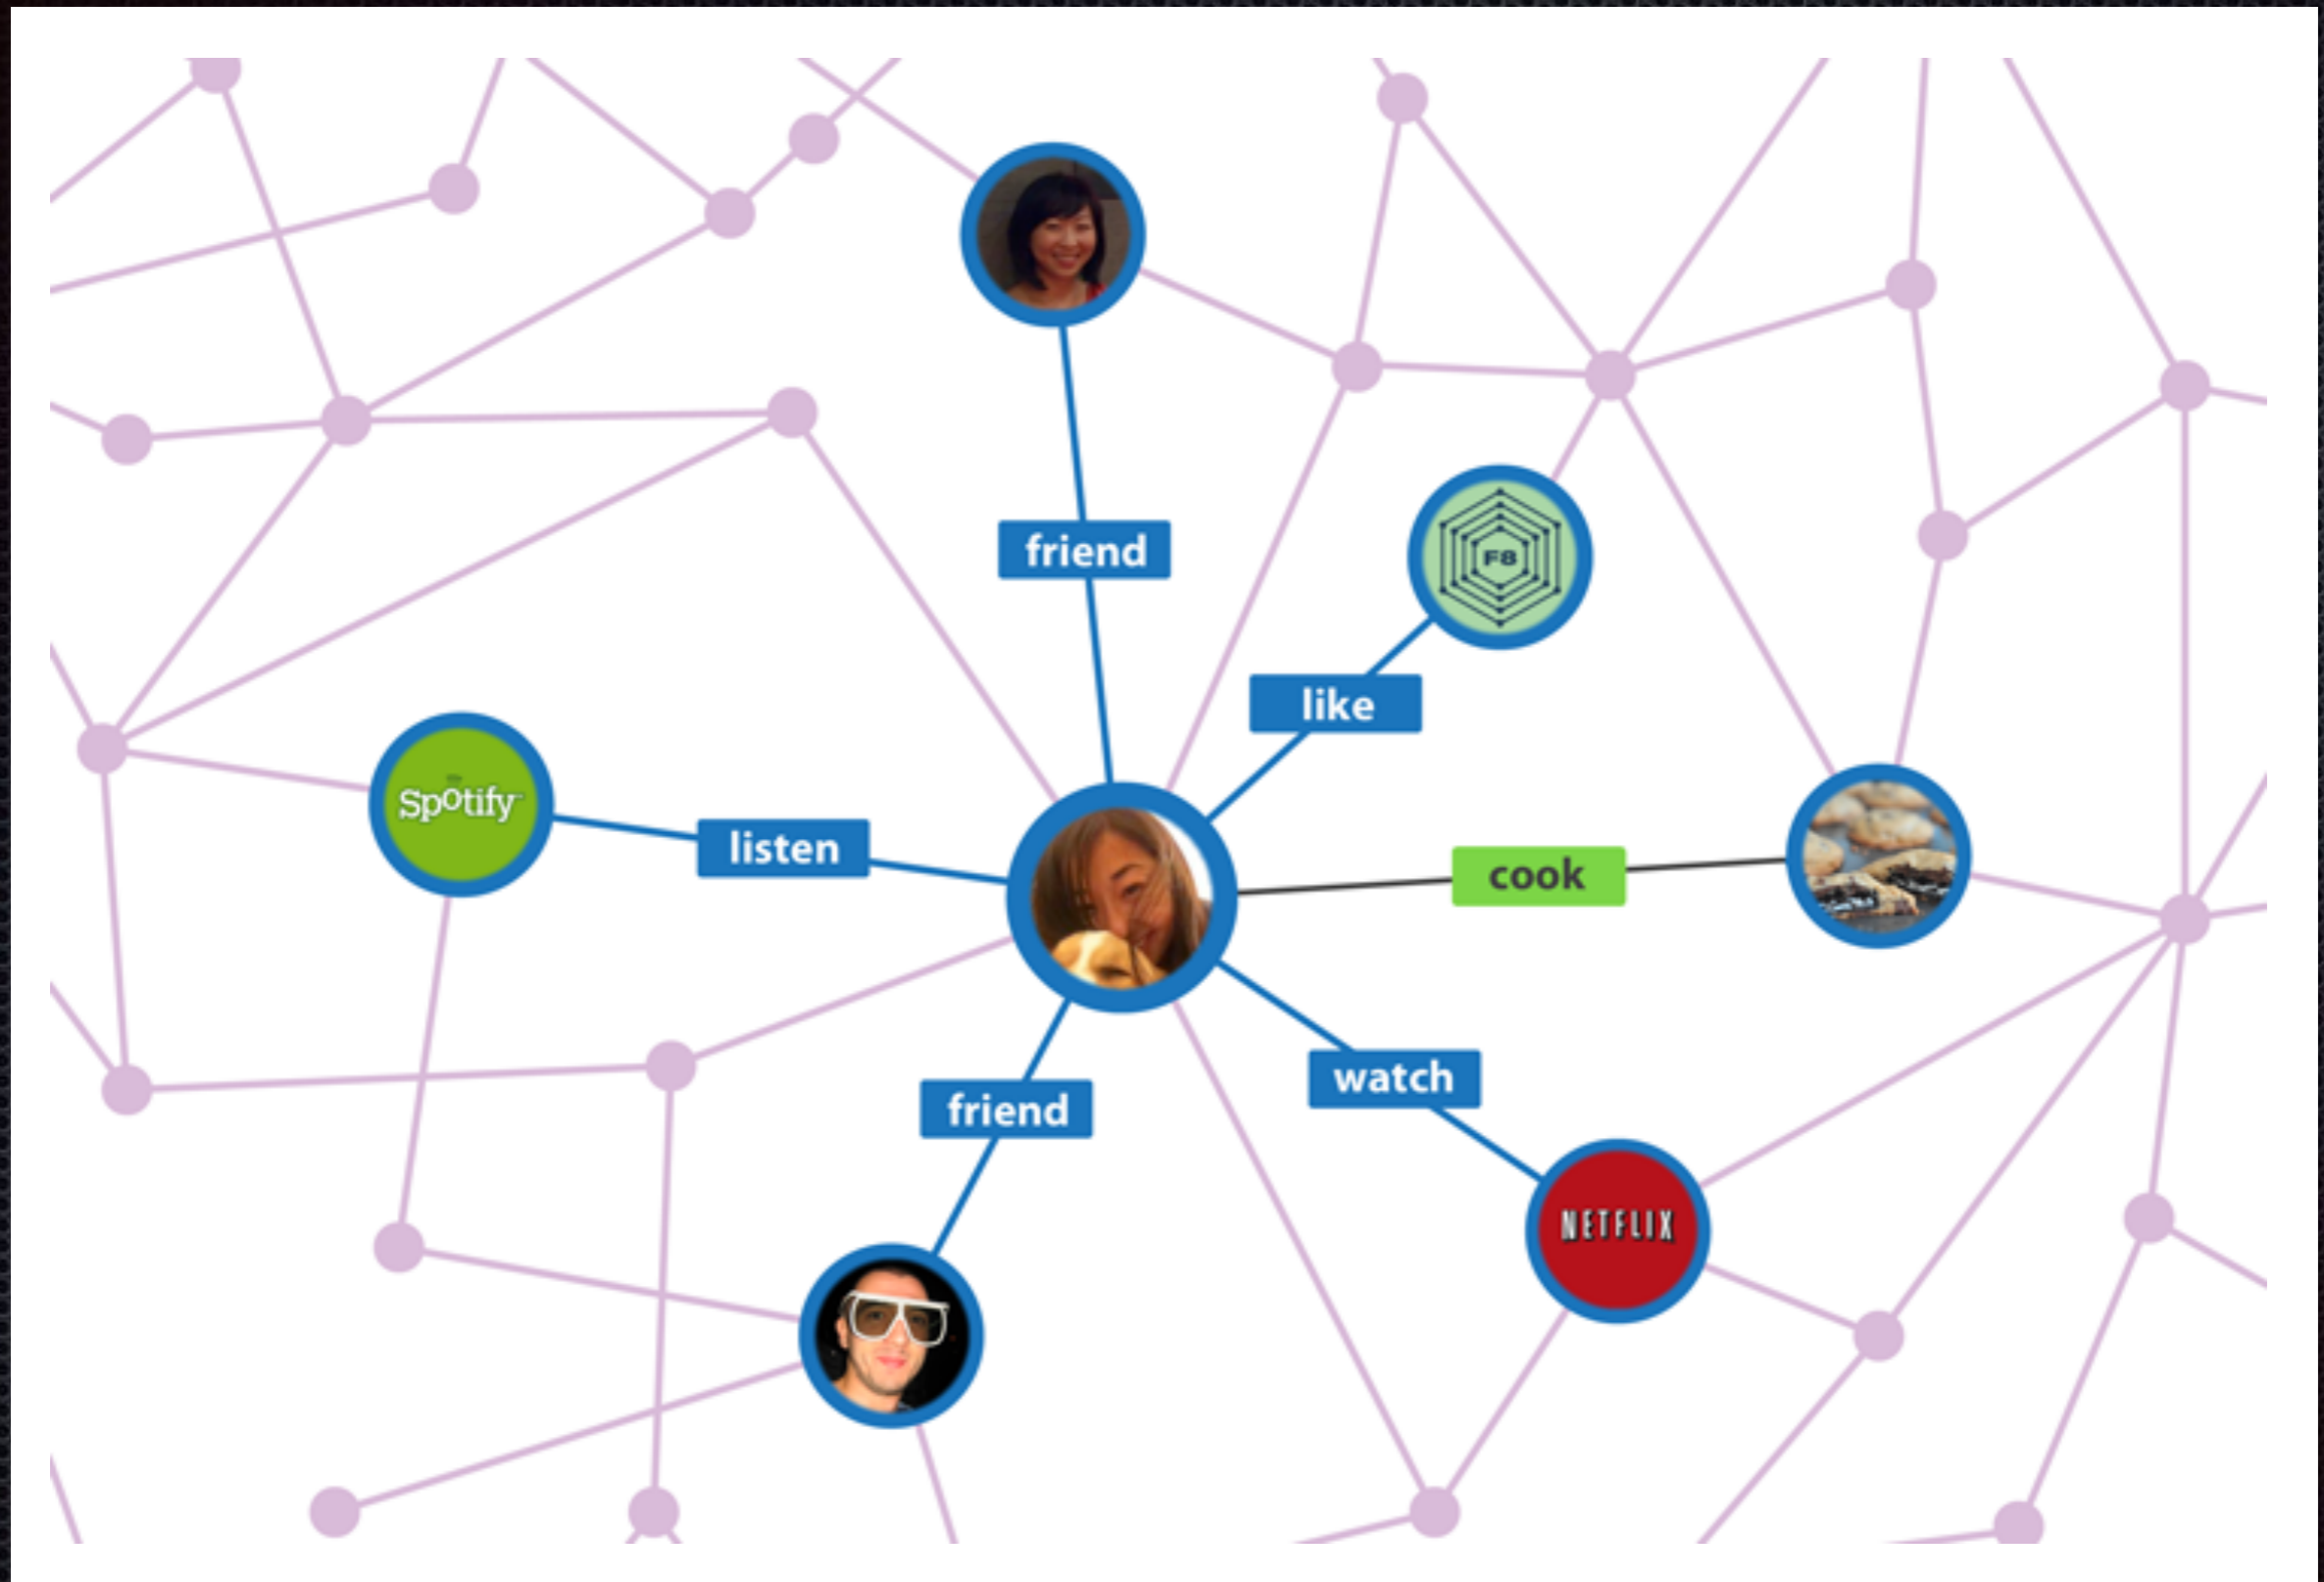 friend
F8
like
Spotify
listen
cook
watch
friend
NETFLIX